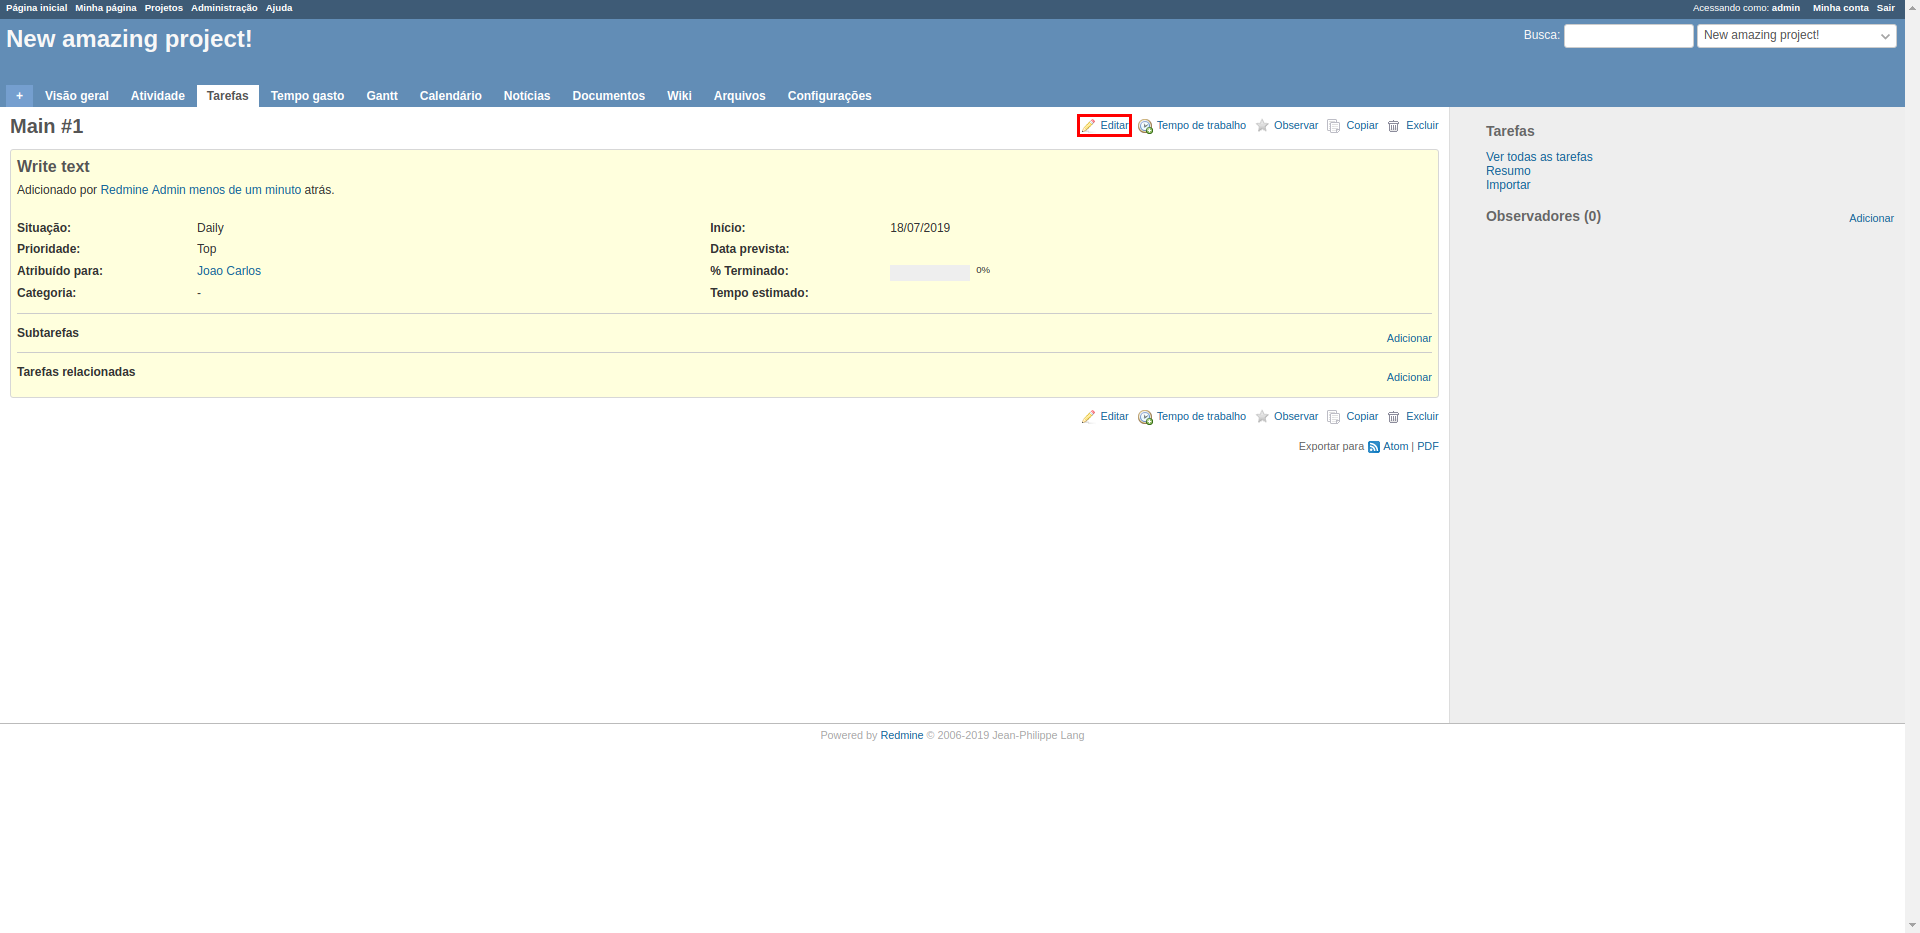 Página inicial Minha página Projetos Administração Ajuda Acessando como: admin Minha conta Sair
New amazing project! Busca: New amazing project!
+ Visão geral Atividade Tarefas Tempo gasto Gantt Calendário Notícias Documentos Wiki Arquivos Configurações
Main #1 Editar Tempo de trabalho Observar Copiar Excluir
Write text
Adicionado por Redmine Admin menos de um minuto atrás.
Situação: Daily Início: 18/07/2019
Prioridade: Top Data prevista:
Atribuído para: Joao Carlos % Terminado: 0%
Categoria: - Tempo estimado:
Subtarefas Adicionar
Tarefas relacionadas Adicionar
Editar Tempo de trabalho Observar Copiar Excluir
Exportar para Atom | PDF
Tarefas
Ver todas as tarefas
Resumo
Importar
Observadores (0) Adicionar
Powered by Redmine © 2006-2019 Jean-Philippe Lang